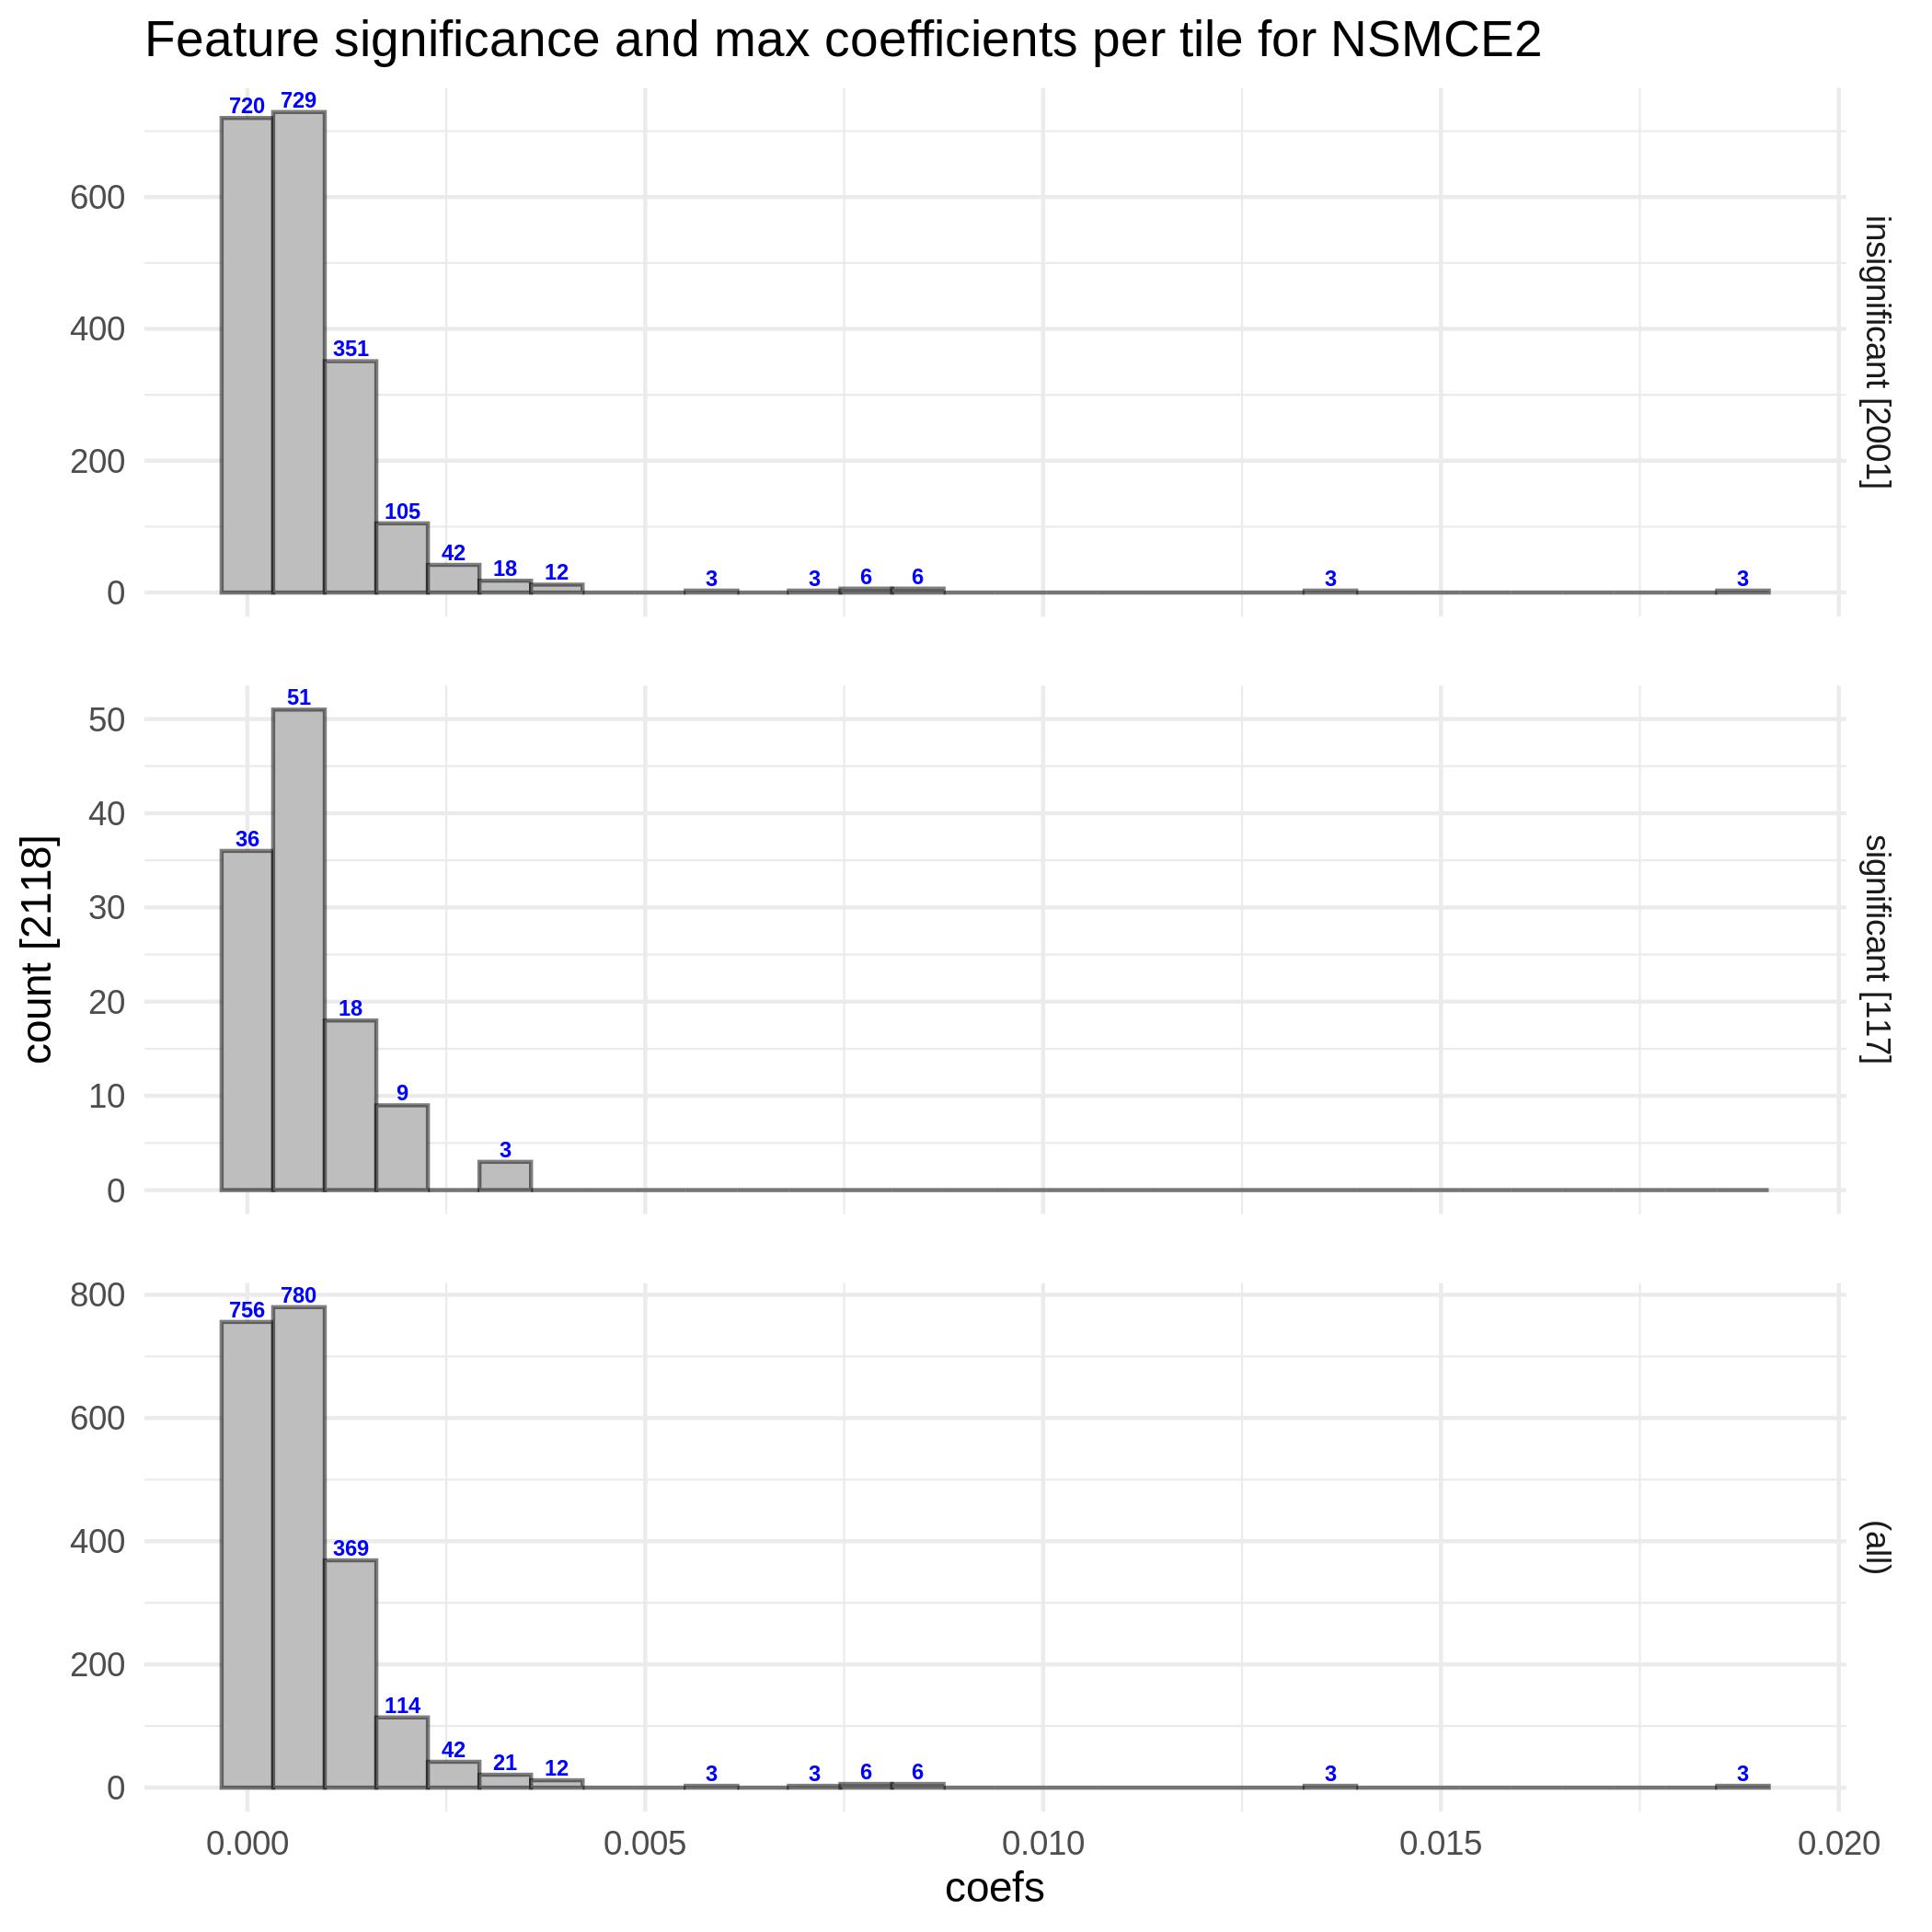 Feature significance and max coefficients per tile for NSMCE2
720 729 351 105 42 18 12 3 3 6 6 3 3
600
400
200
0
insignificant [2001]
51 36 18 9 3
50
40
30
20
10
0
count [2118]
significant [117]
756 780 369 114 42 21 12 3 3 6 6 3 3
800
600
400
200
0
(all)
0.000 0.005 0.010 0.015 0.020
coefs